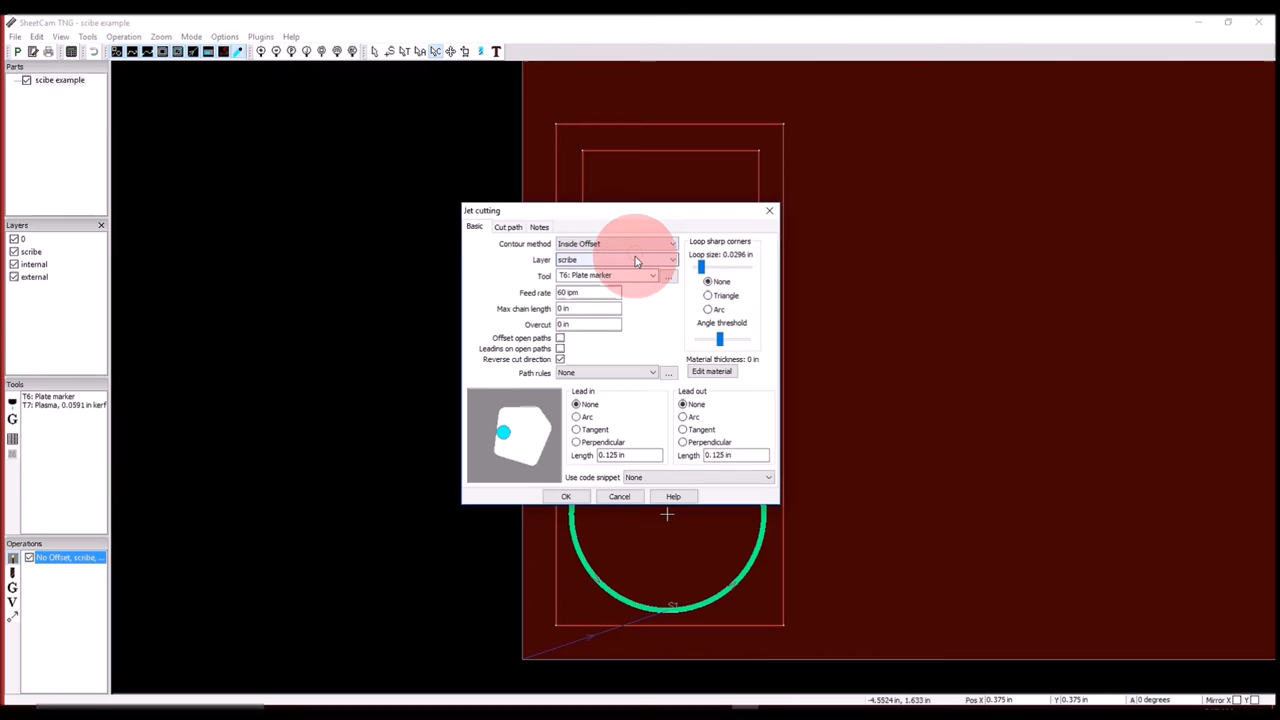 SheetCam TNG - scibe example
File Edit View Tools Operation Zoom Mode Options Plugins Help
Parts
scibe example
Layers
0
scribe
internal
external
Tools
T6: Plate marker
T7: Plasma, 0.0591 in kerf
Operations
No Offset, scribe, ...
Jet cutting
Basic Cut path Notes
Contour method Inside Offset
Layer scribe
Tool T6: Plate marker ...
Feed rate 60 ipm
Max chain length 0 in
Overcut 0 in
Offset open paths
Leadins on open paths
Reverse cut direction
Path rules None ...
Loop sharp corners
Loop size: 0.0296 in
None
Triangle
Arc
Angle threshold
Material thickness: 0 in
Edit material
Lead in
None
Arc
Tangent
Perpendicular
Length 0.125 in
Lead out
None
Arc
Tangent
Perpendicular
Length 0.125 in
Use code snippet None
OK Cancel Help
S1
-4.5524 in, 1.633 in Pos X 0.375 in Y 0.375 in A 0 degrees Mirror X Y